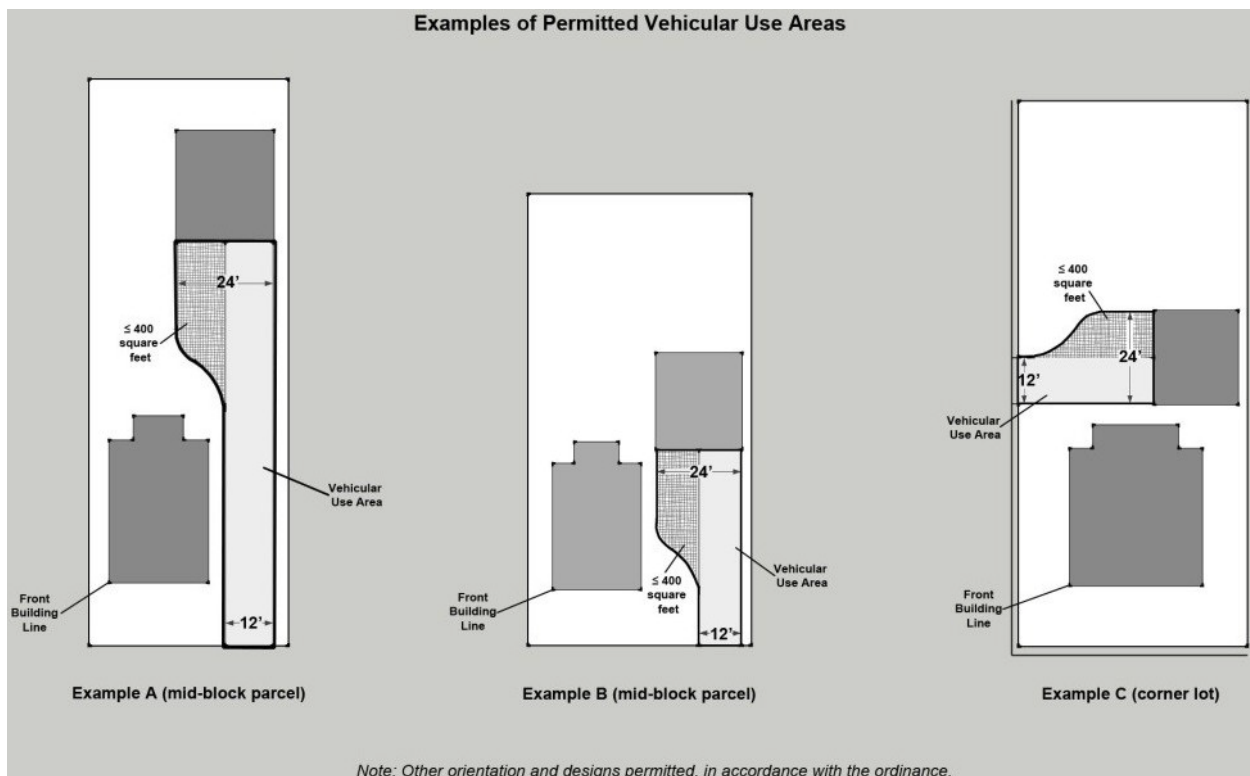 Examples of Permitted Vehicular Use Areas
24’
≤ 400
square
feet
Vehicular
Use Area
Front
Building
Line
12’
Example A (mid-block parcel)
24’
≤ 400
square
feet
Vehicular
Use Area
Front
Building
Line
12’
Example B (mid-block parcel)
≤ 400
square
feet
24’
12’
Vehicular
Use Area
Front
Building
Line
Example C (corner lot)
Note: Other orientation and designs permitted, in accordance with the ordinance.